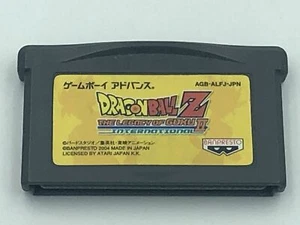 ゲームボーイ アドバンス
AGB-ALFJ-JPN
DRAGONBALL Z
THE LEGACY OF GOKU II
INTERNATIONAL
©バードスタジオ/集英社・東映アニメーション
©BANPRESTO 2004 MADE IN JAPAN
LICENSED BY ATARI JAPAN K.K.
BANPRESTO